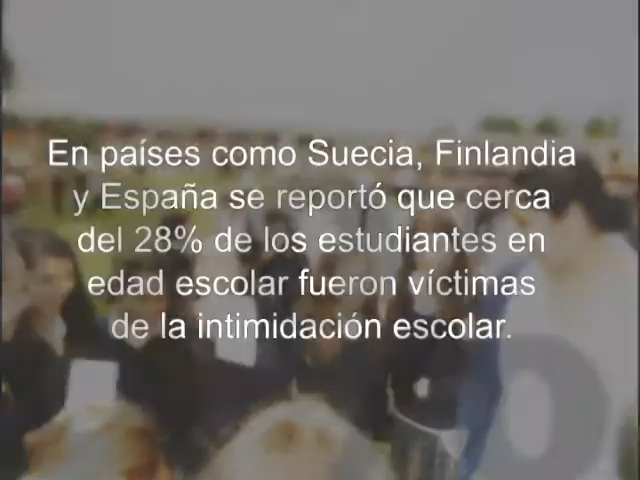 En países como Suecia, Finlandia
y España se reportó que cerca
del 28% de los estudiantes en
edad escolar fueron víctimas
de la intimidación escolar.